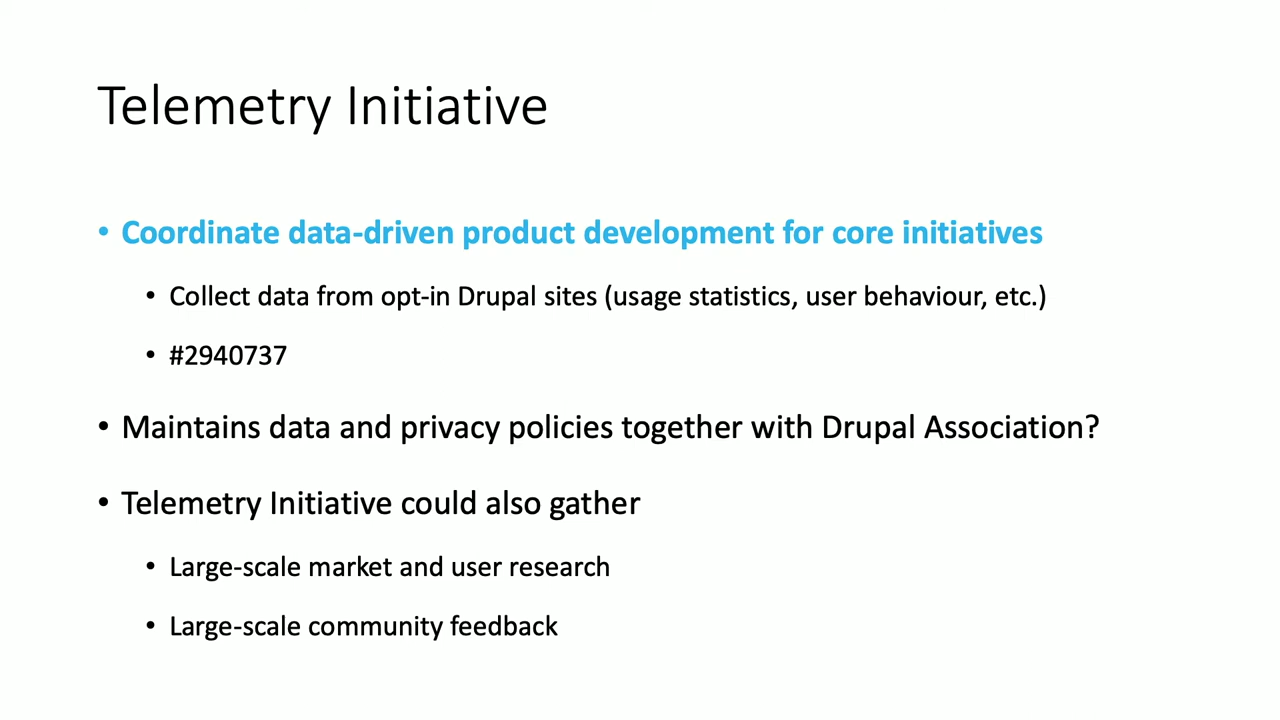 Telemetry Initiative
• Coordinate data-driven product development for core initiatives
• Collect data from opt-in Drupal sites (usage statistics, user behaviour, etc.)
• #2940737
• Maintains data and privacy policies together with Drupal Association?
• Telemetry Initiative could also gather
• Large-scale market and user research
• Large-scale community feedback